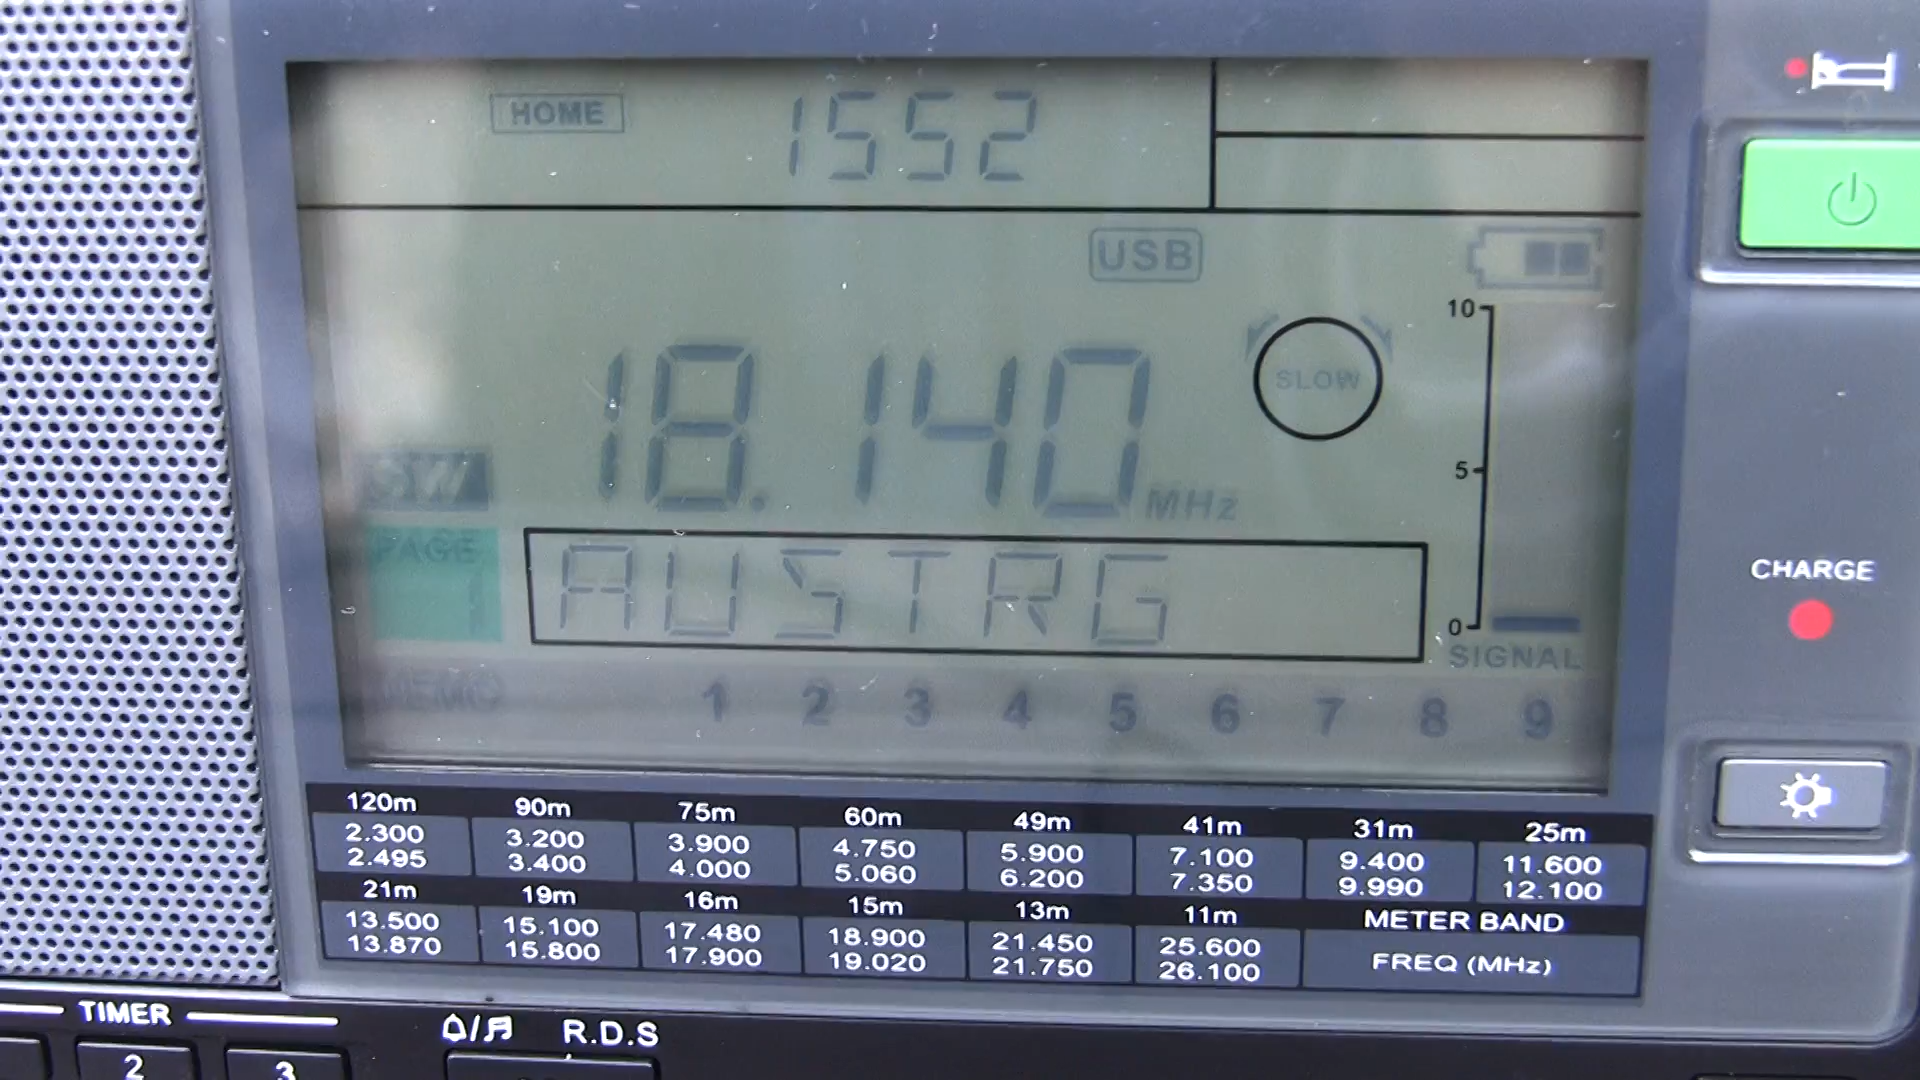 HOME 1552
USB
10
18.140 MHz
SLOW
5
SW
PAGE
1
AUSTRG
0
SIGNAL
MEMO 1 2 3 4 5 6 7 8 9
120m 90m 75m 60m 49m 41m 31m 25m
2.300 3.200 3.900 4.750 5.900 7.100 9.400 11.600
2.495 3.400 4.000 5.060 6.200 7.350 9.990 12.100
21m 19m 16m 15m 13m 11m METER BAND
13.500 15.100 17.480 18.900 21.450 25.600 FREQ (MHz)
13.870 15.800 17.900 19.020 21.750 26.100
CHARGE
TIMER
R.D.S
2 3